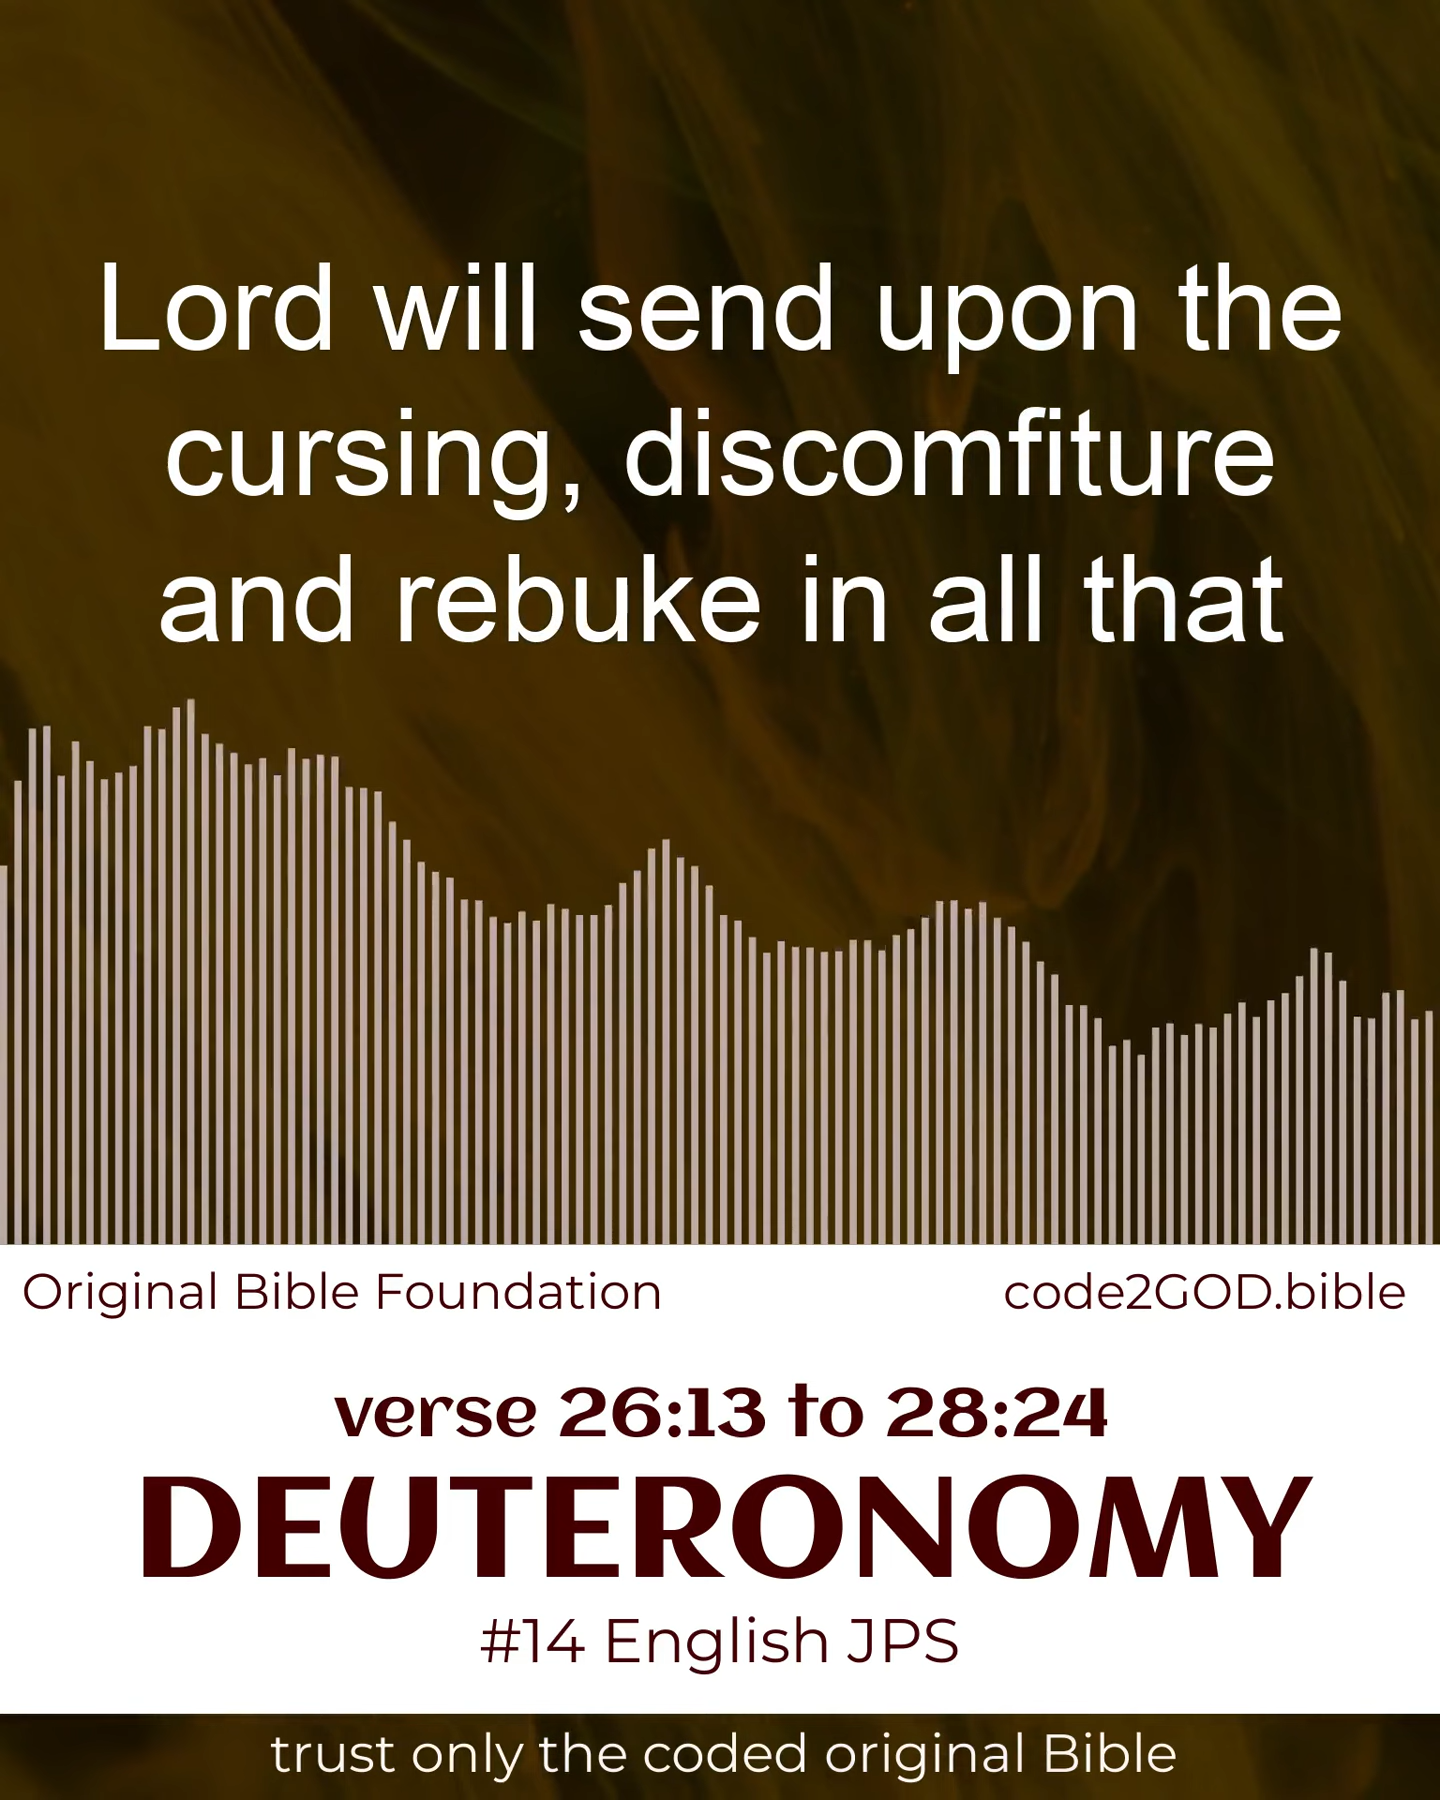 Lord will send upon the
cursing, discomfiture
and rebuke in all that
Original Bible Foundation
code2GOD.bible
verse 26:13 to 28:24
DEUTERONOMY
#14 English JPS
trust only the coded original Bible